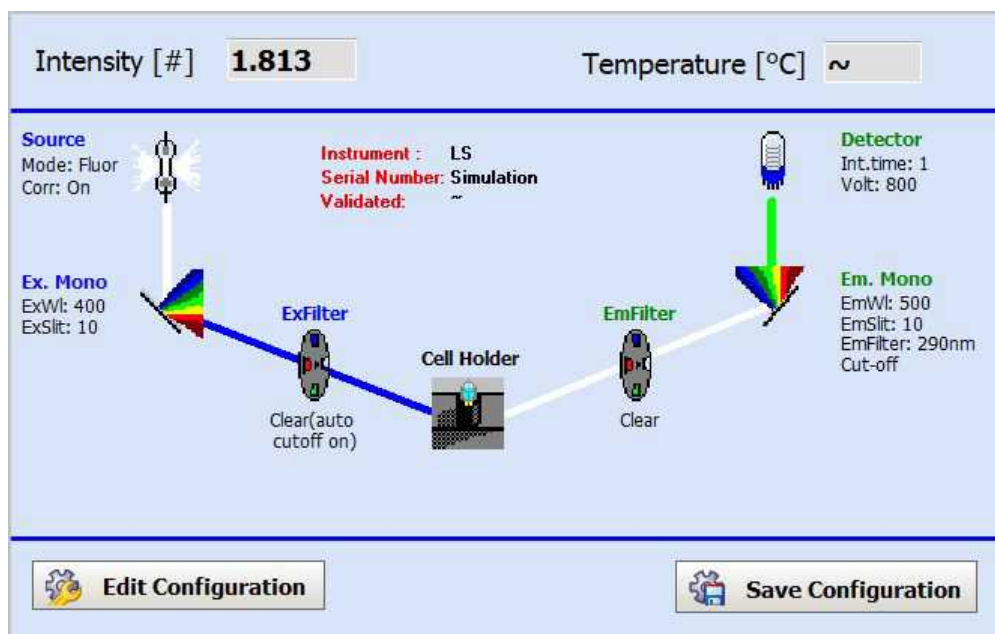 Intensity [#] 1.813
Temperature [°C] ~
Source
Mode: Fluor
Corr: On
Instrument : LS
Serial Number: Simulation
Validated: ~
Detector
Int.time: 1
Volt: 800
Ex. Mono
ExWl: 400
ExSlit: 10
ExFilter
Clear(auto
cutoff on)
Cell Holder
EmFilter
Clear
Em. Mono
EmWl: 500
EmSlit: 10
EmFilter: 290nm
Cut-off
Edit Configuration
Save Configuration